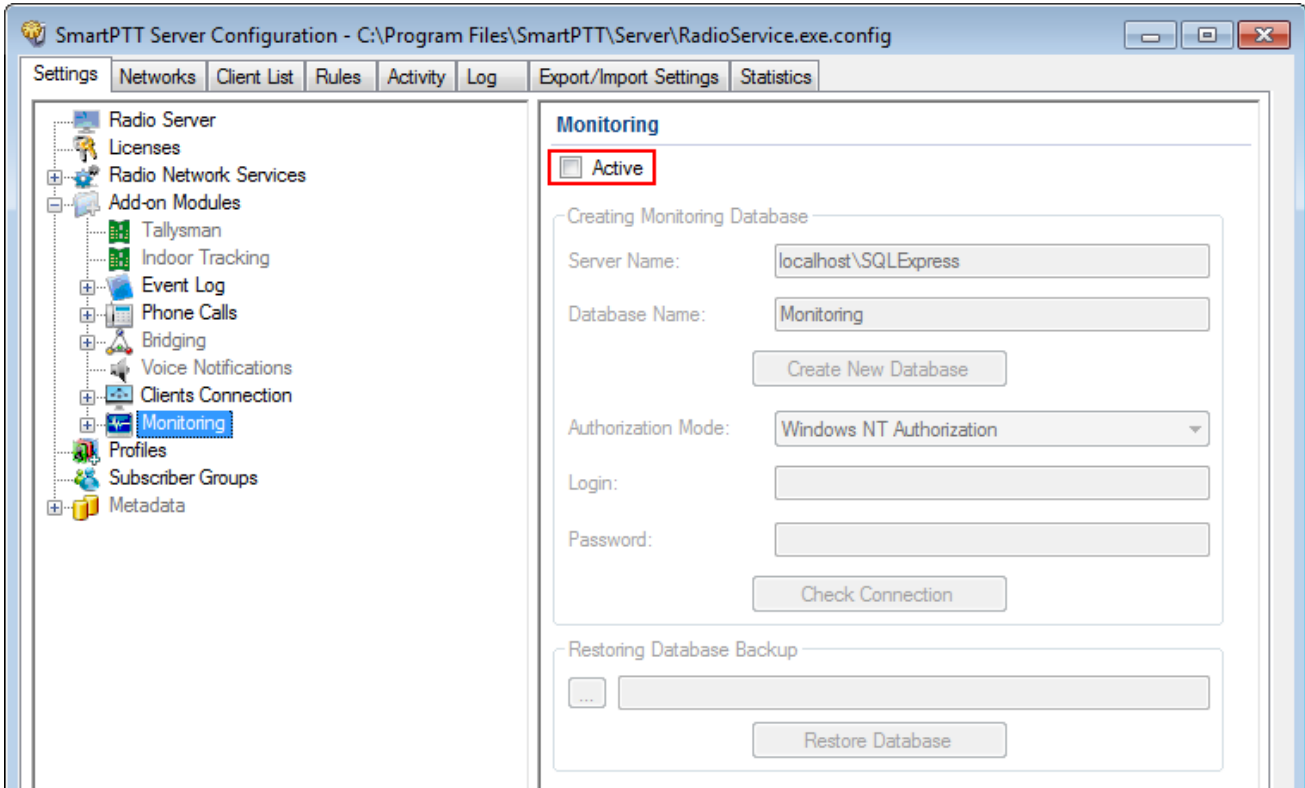 SmartPTT Server Configuration - C:\Program Files\SmartPTT\Server\RadioService.exe.config
Settings Networks Client List Rules Activity Log Export/Import Settings Statistics
Radio Server
Licenses
Radio Network Services
Add-on Modules
Tallysman
Indoor Tracking
Event Log
Phone Calls
Bridging
Voice Notifications
Clients Connection
Monitoring
Profiles
Subscriber Groups
Metadata
Monitoring
Active
Creating Monitoring Database
Server Name: localhost\SQLExpress
Database Name: Monitoring
Create New Database
Authorization Mode: Windows NT Authorization
Login:
Password:
Check Connection
Restoring Database Backup
...
Restore Database